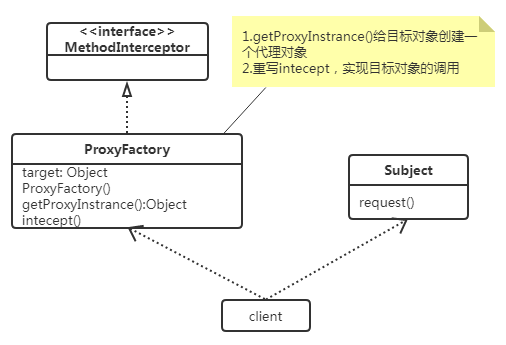 <<interface>>
MethodInterceptor
1.getProxyInstrance()给目标对象创建一
个代理对象
2.重写intecept，实现目标对象的调用
ProxyFactory
target: Object
ProxyFactory()
getProxyInstrance():Object
intecept()
Subject
request()
client